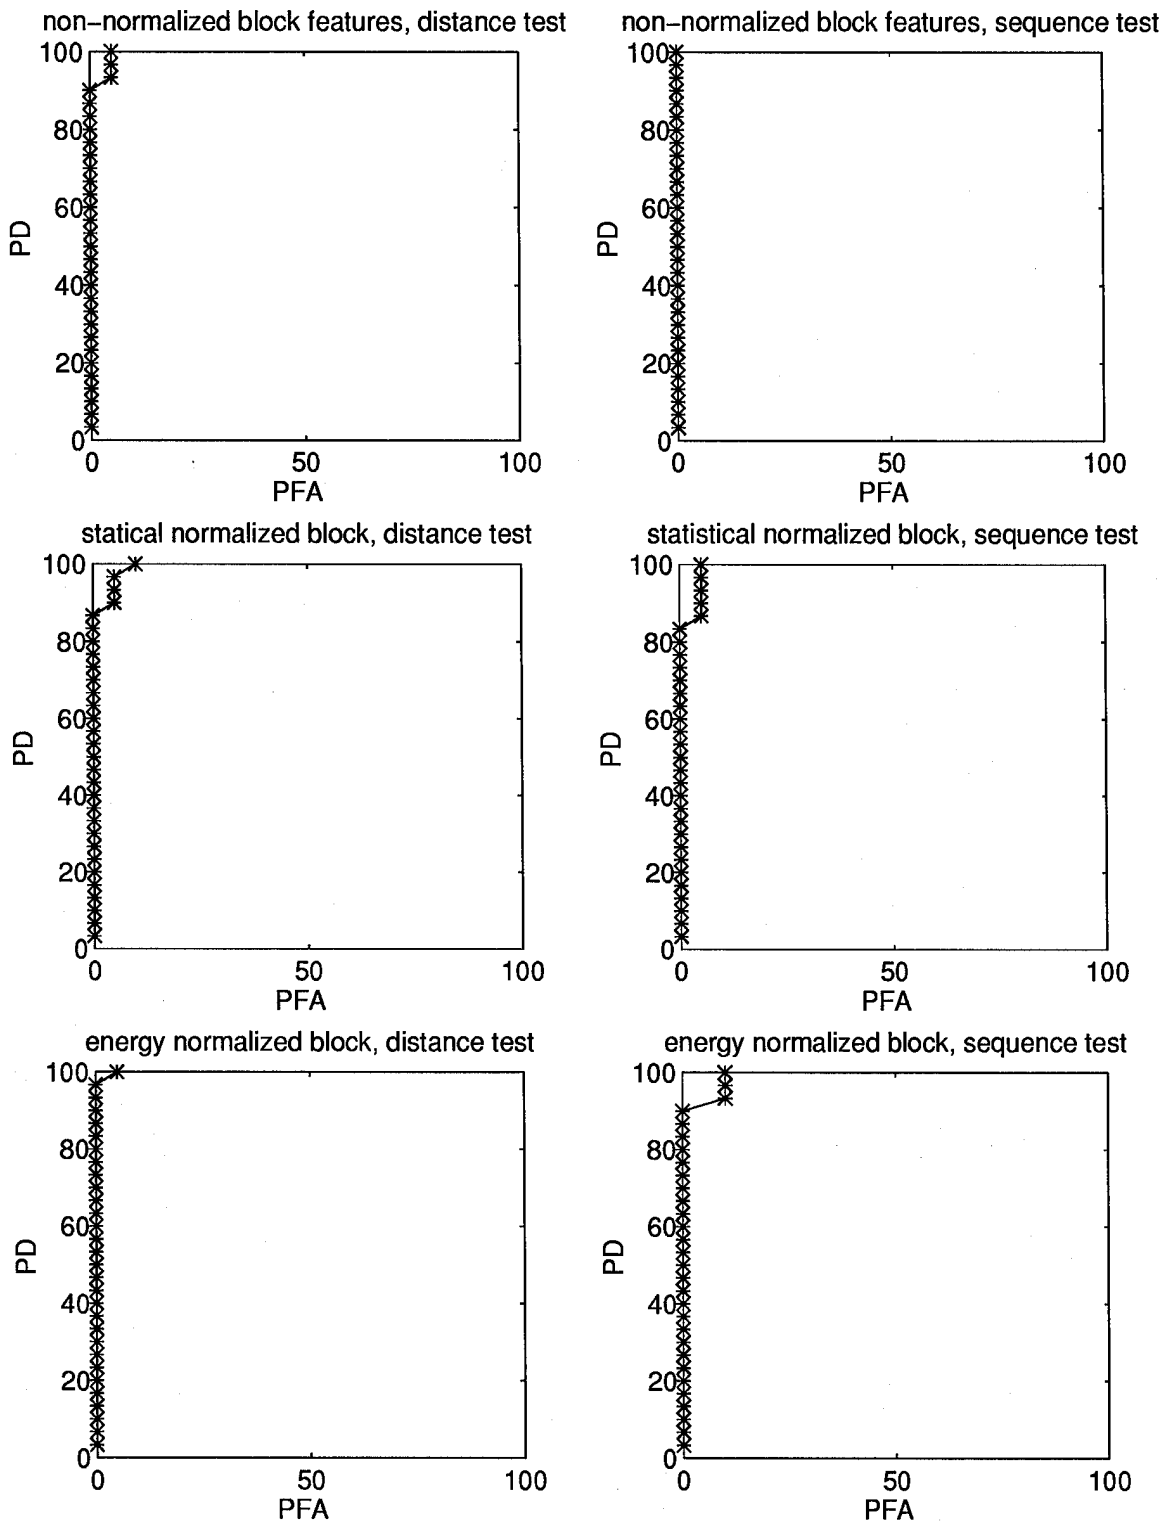 non-normalized block features, distance test
100
80
60
40
20
0
PD
0 50 100
PFA
non-normalized block features, sequence test
100
80
60
40
20
0
PD
0 50 100
PFA
statical normalized block, distance test
100
80
60
40
20
0
PD
0 50 100
PFA
statistical normalized block, sequence test
100
80
60
40
20
0
PD
0 50 100
PFA
energy normalized block, distance test
100
80
60
40
20
0
PD
0 50 100
PFA
energy normalized block, sequence test
100
80
60
40
20
0
PD
0 50 100
PFA